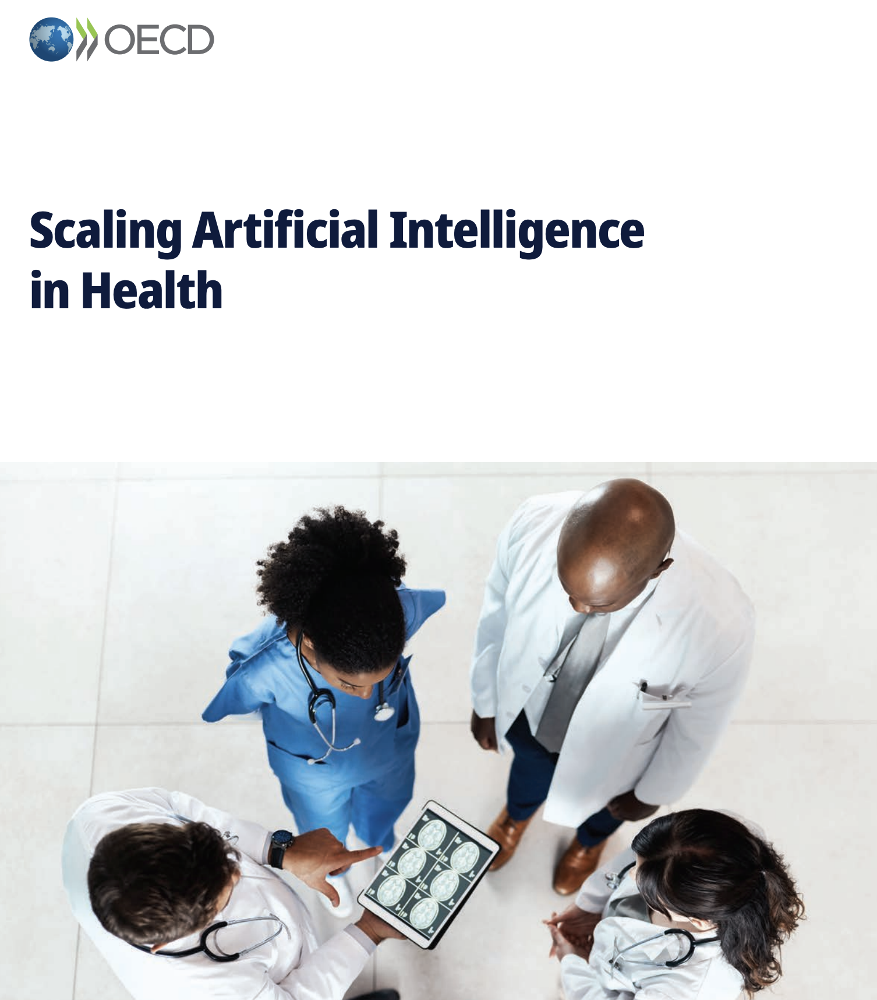 OECD
Scaling Artificial Intelligence
in Health